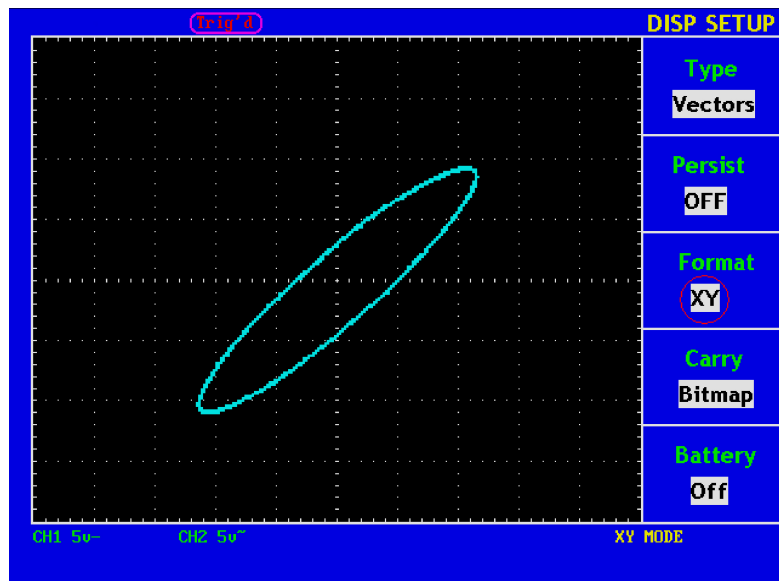 Trig'd
DISP SETUP
Type
Vectors
Persist
OFF
Format
XY
Carry
Bitmap
Battery
Off
CH1 5v-
CH2 5v~
XY MODE